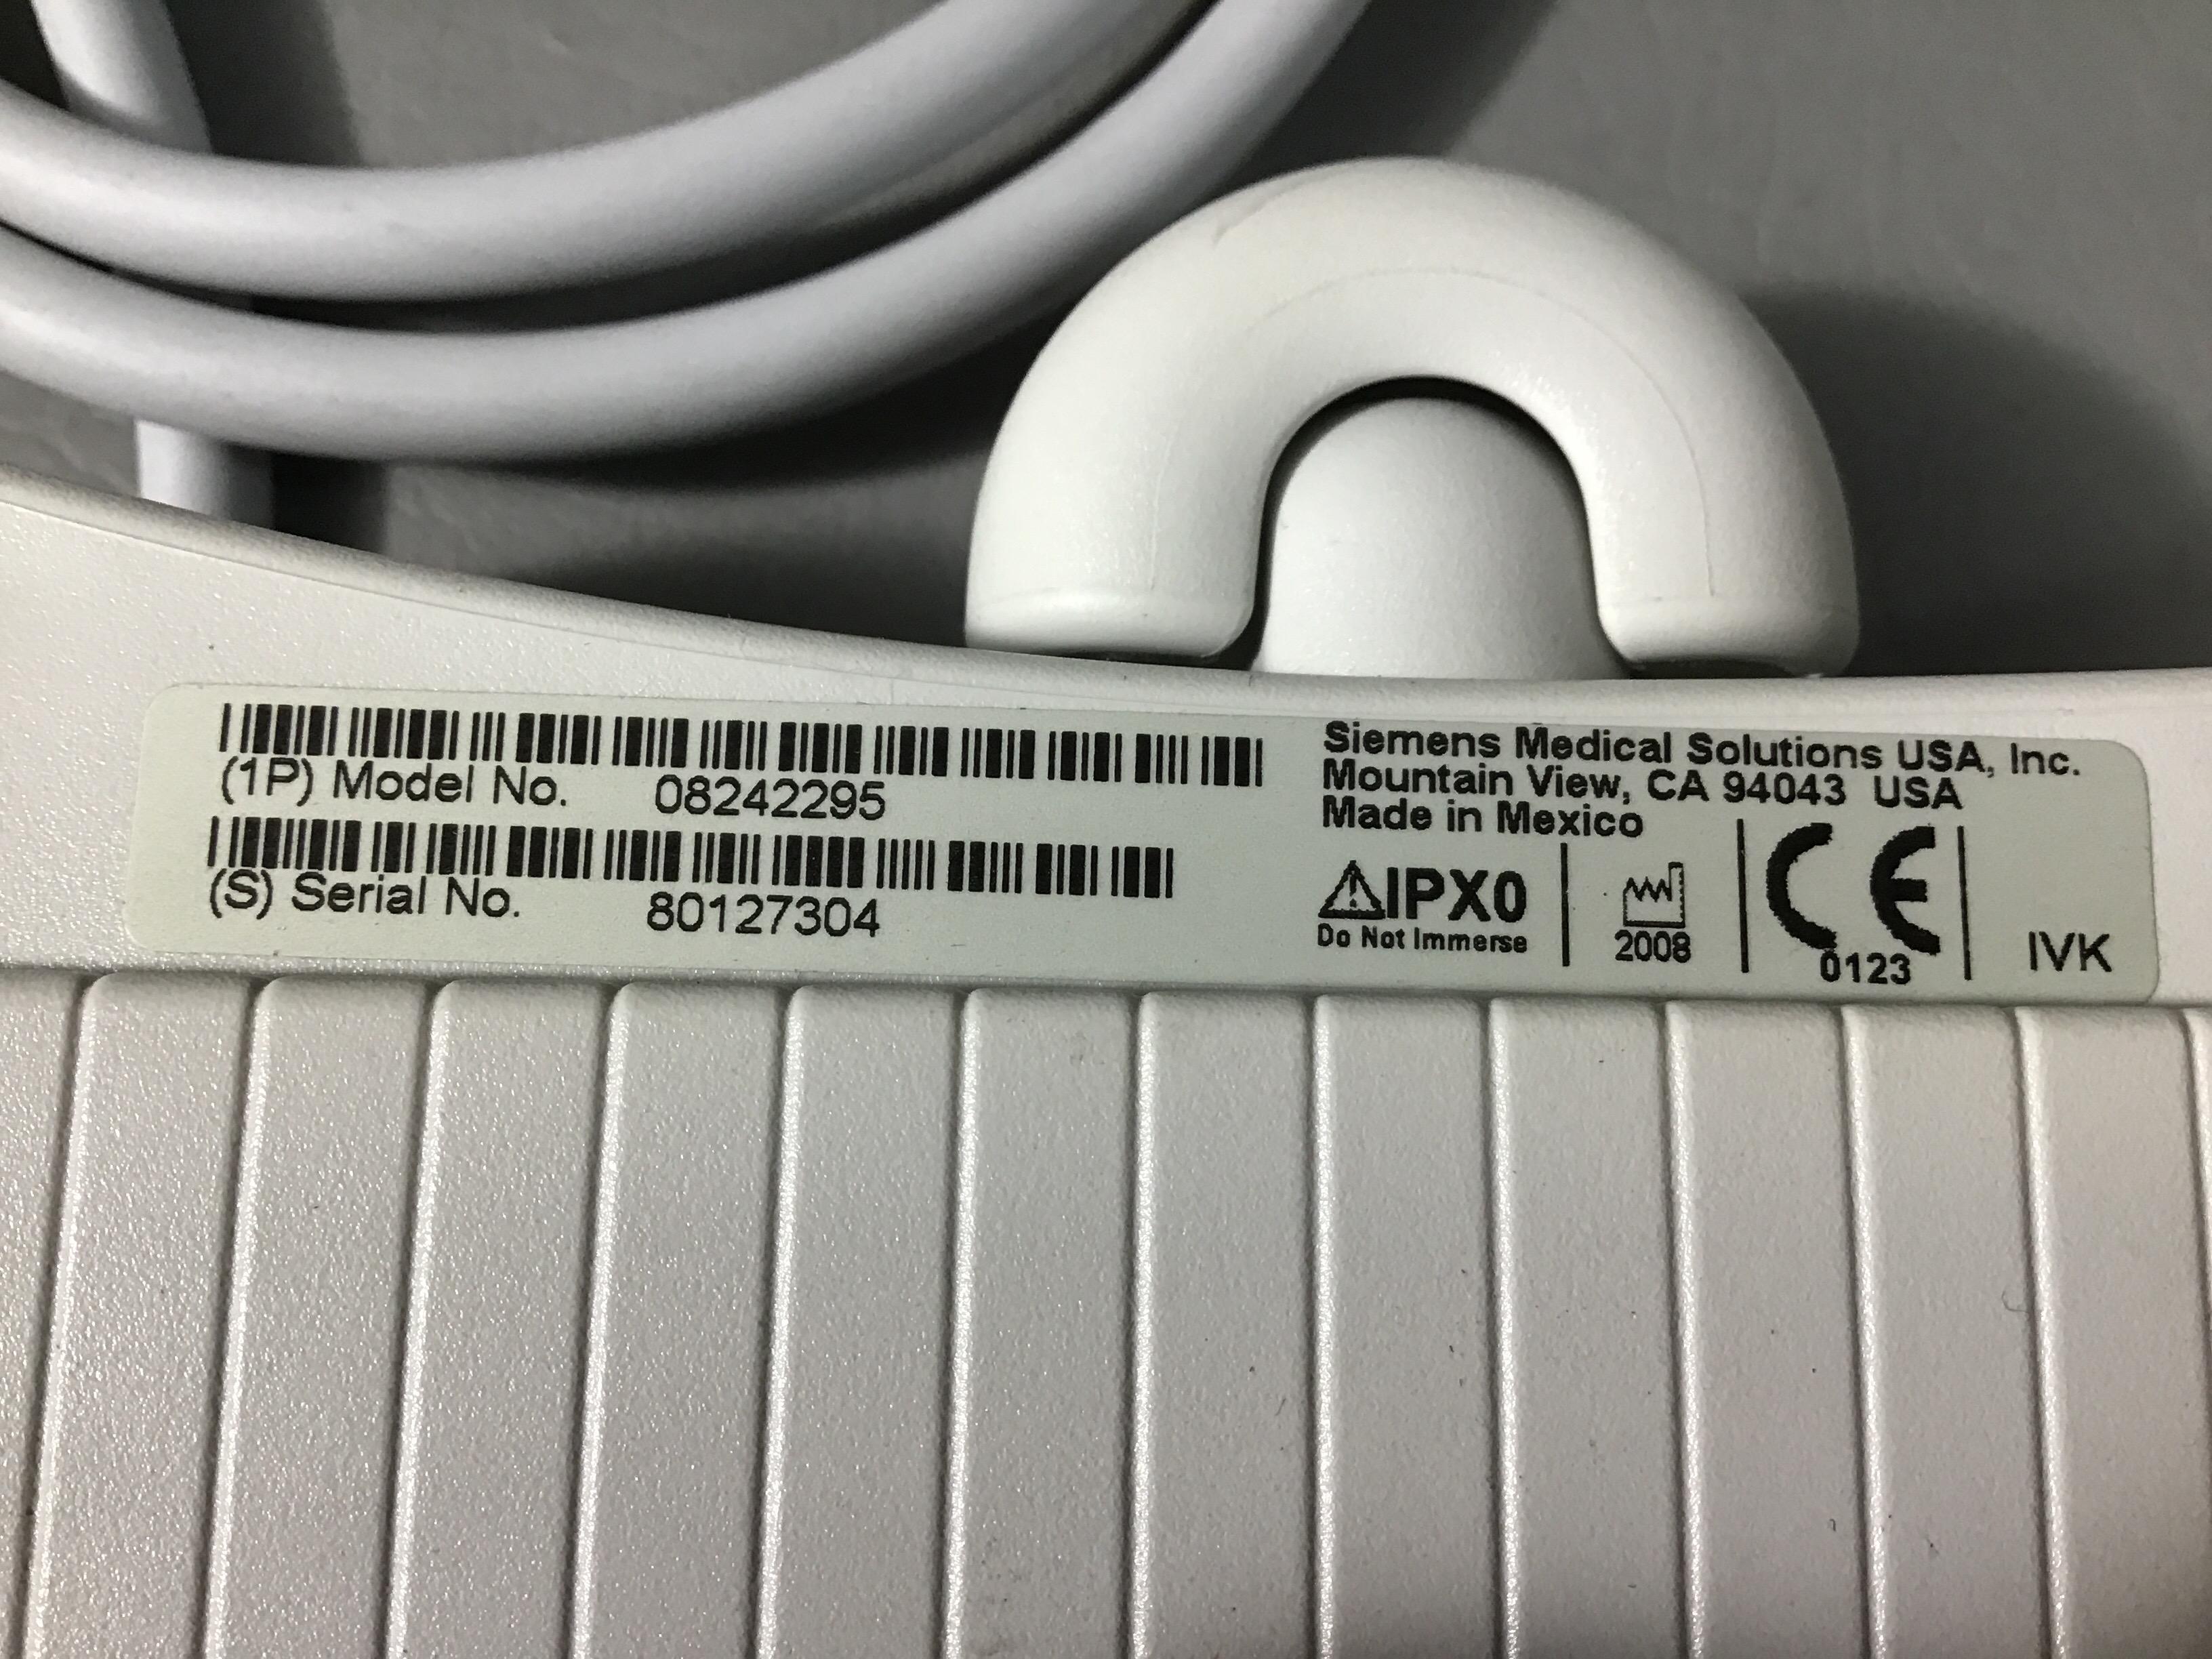 (1P) Model No. 08242295
(S) Serial No. 80127304
Siemens Medical Solutions USA, Inc.
Mountain View, CA 94043 USA
Made in Mexico
IPX0
Do Not Immerse
2008
CE
0123
IVK